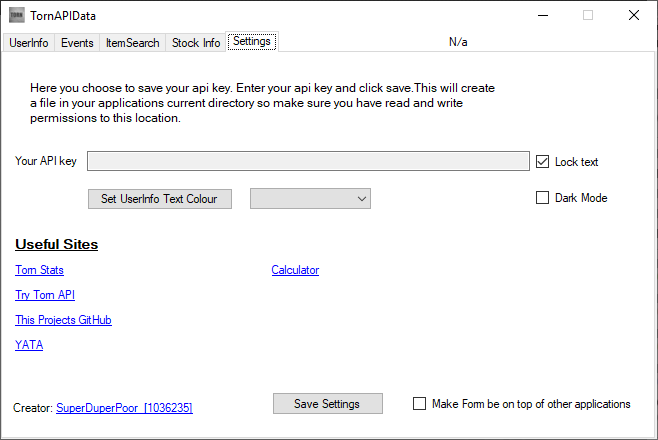 TORN TornAPIData
UserInfo Events ItemSearch Stock Info Settings N/a
Here you choose to save your api key. Enter your api key and click save.This will create
a file in your applications current directory so make sure you have read and write
permissions to this location.
Your API key Lock text
Set UserInfo Text Colour Dark Mode
Useful Sites
Torn Stats Calculator
Try Torn API
This Projects GitHub
YATA
Creator: SuperDuperPoor [1036235] Save Settings Make Form be on top of other applications